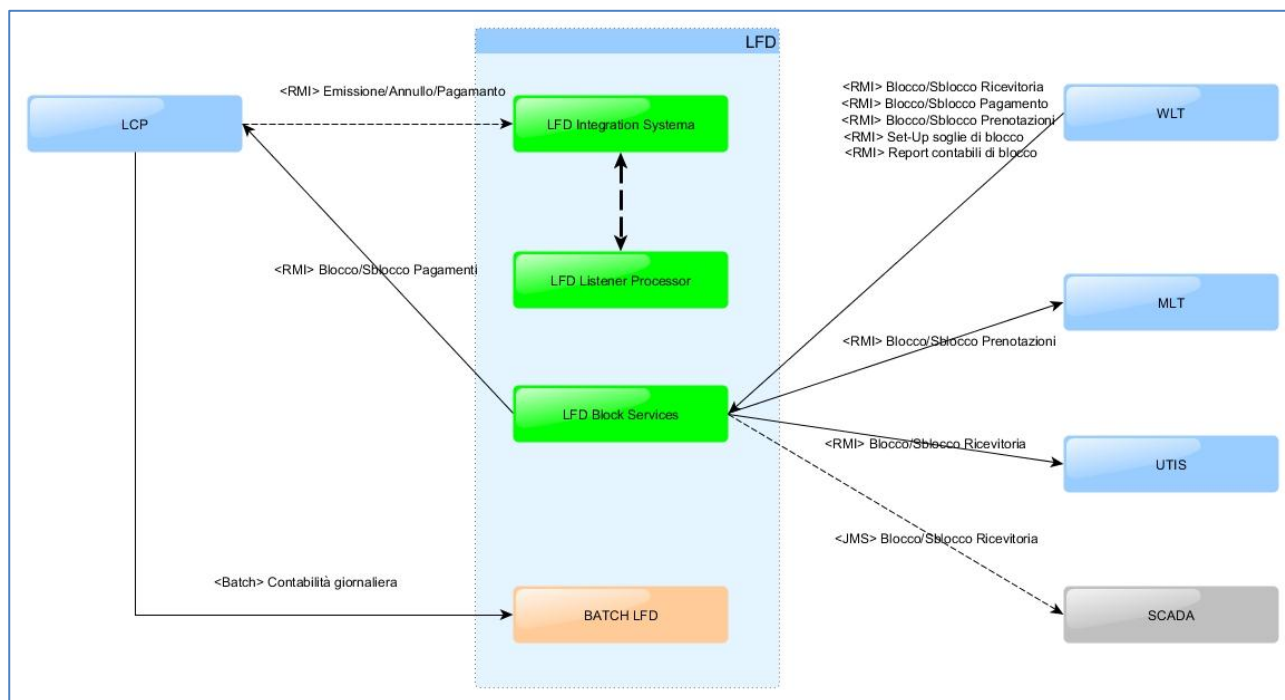 LFD
<RMI> Emissione/Annullo/Pagamanto
LCP
LFD Integration Systema
<RMI> Blocco/Sblocco Ricevitoria
<RMI> Blocco/Sblocco Pagamento
<RMI> Blocco/Sblocco Prenotazioni
<RMI> Set-Up soglie di blocco
<RMI> Report contabili di blocco
WLT
<RMI> Blocco/Sblocco Pagamenti
LFD Listener Processor
MLT
<RMI> Blocco/Sblocco Prenotazioni
LFD Block Services
<RMI> Blocco/Sblocco Ricevitoria
UTIS
<JMS> Blocco/Sblocco Ricevitoria
<Batch> Contabilità giornaliera
BATCH LFD
SCADA